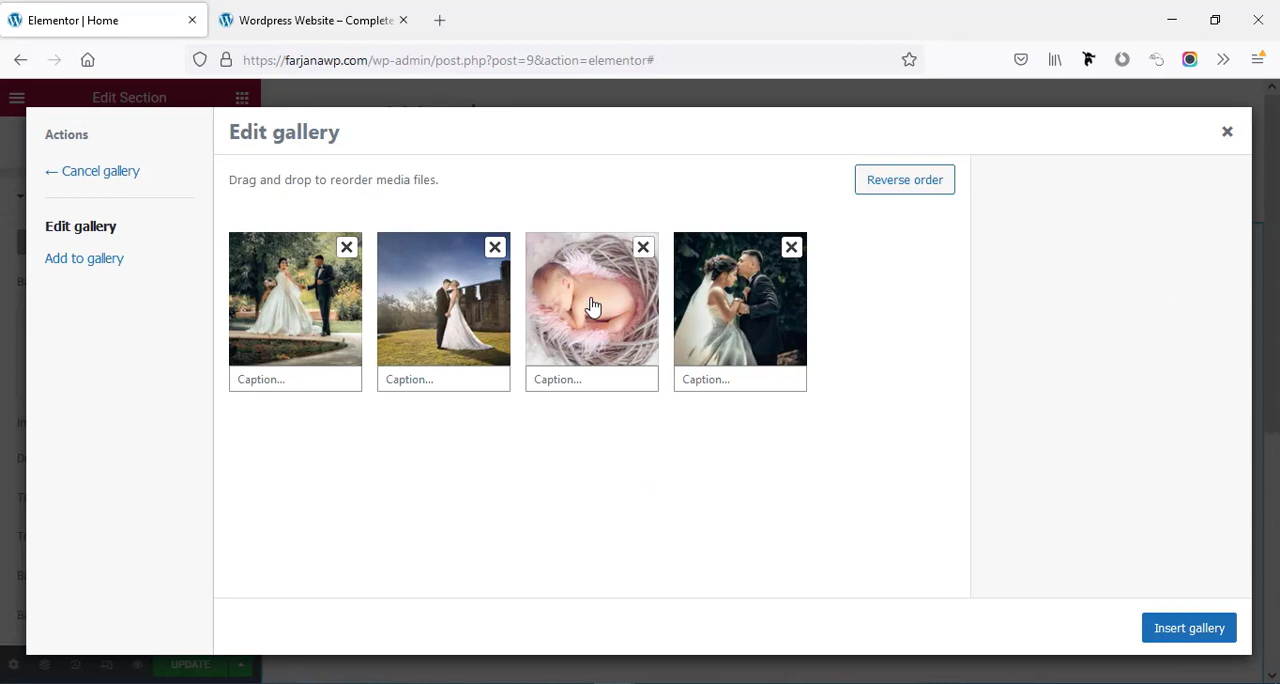 Elementor | Home
Wordpress Website – Complete
https://farjanawp.com/wp-admin/post.php?post=9&action=elementor#
Edit Section
Actions
← Cancel gallery
Edit gallery
Add to gallery
Edit gallery
Drag and drop to reorder media files.
Reverse order
Caption...
Caption...
Caption...
Caption...
Insert gallery
UPDATE